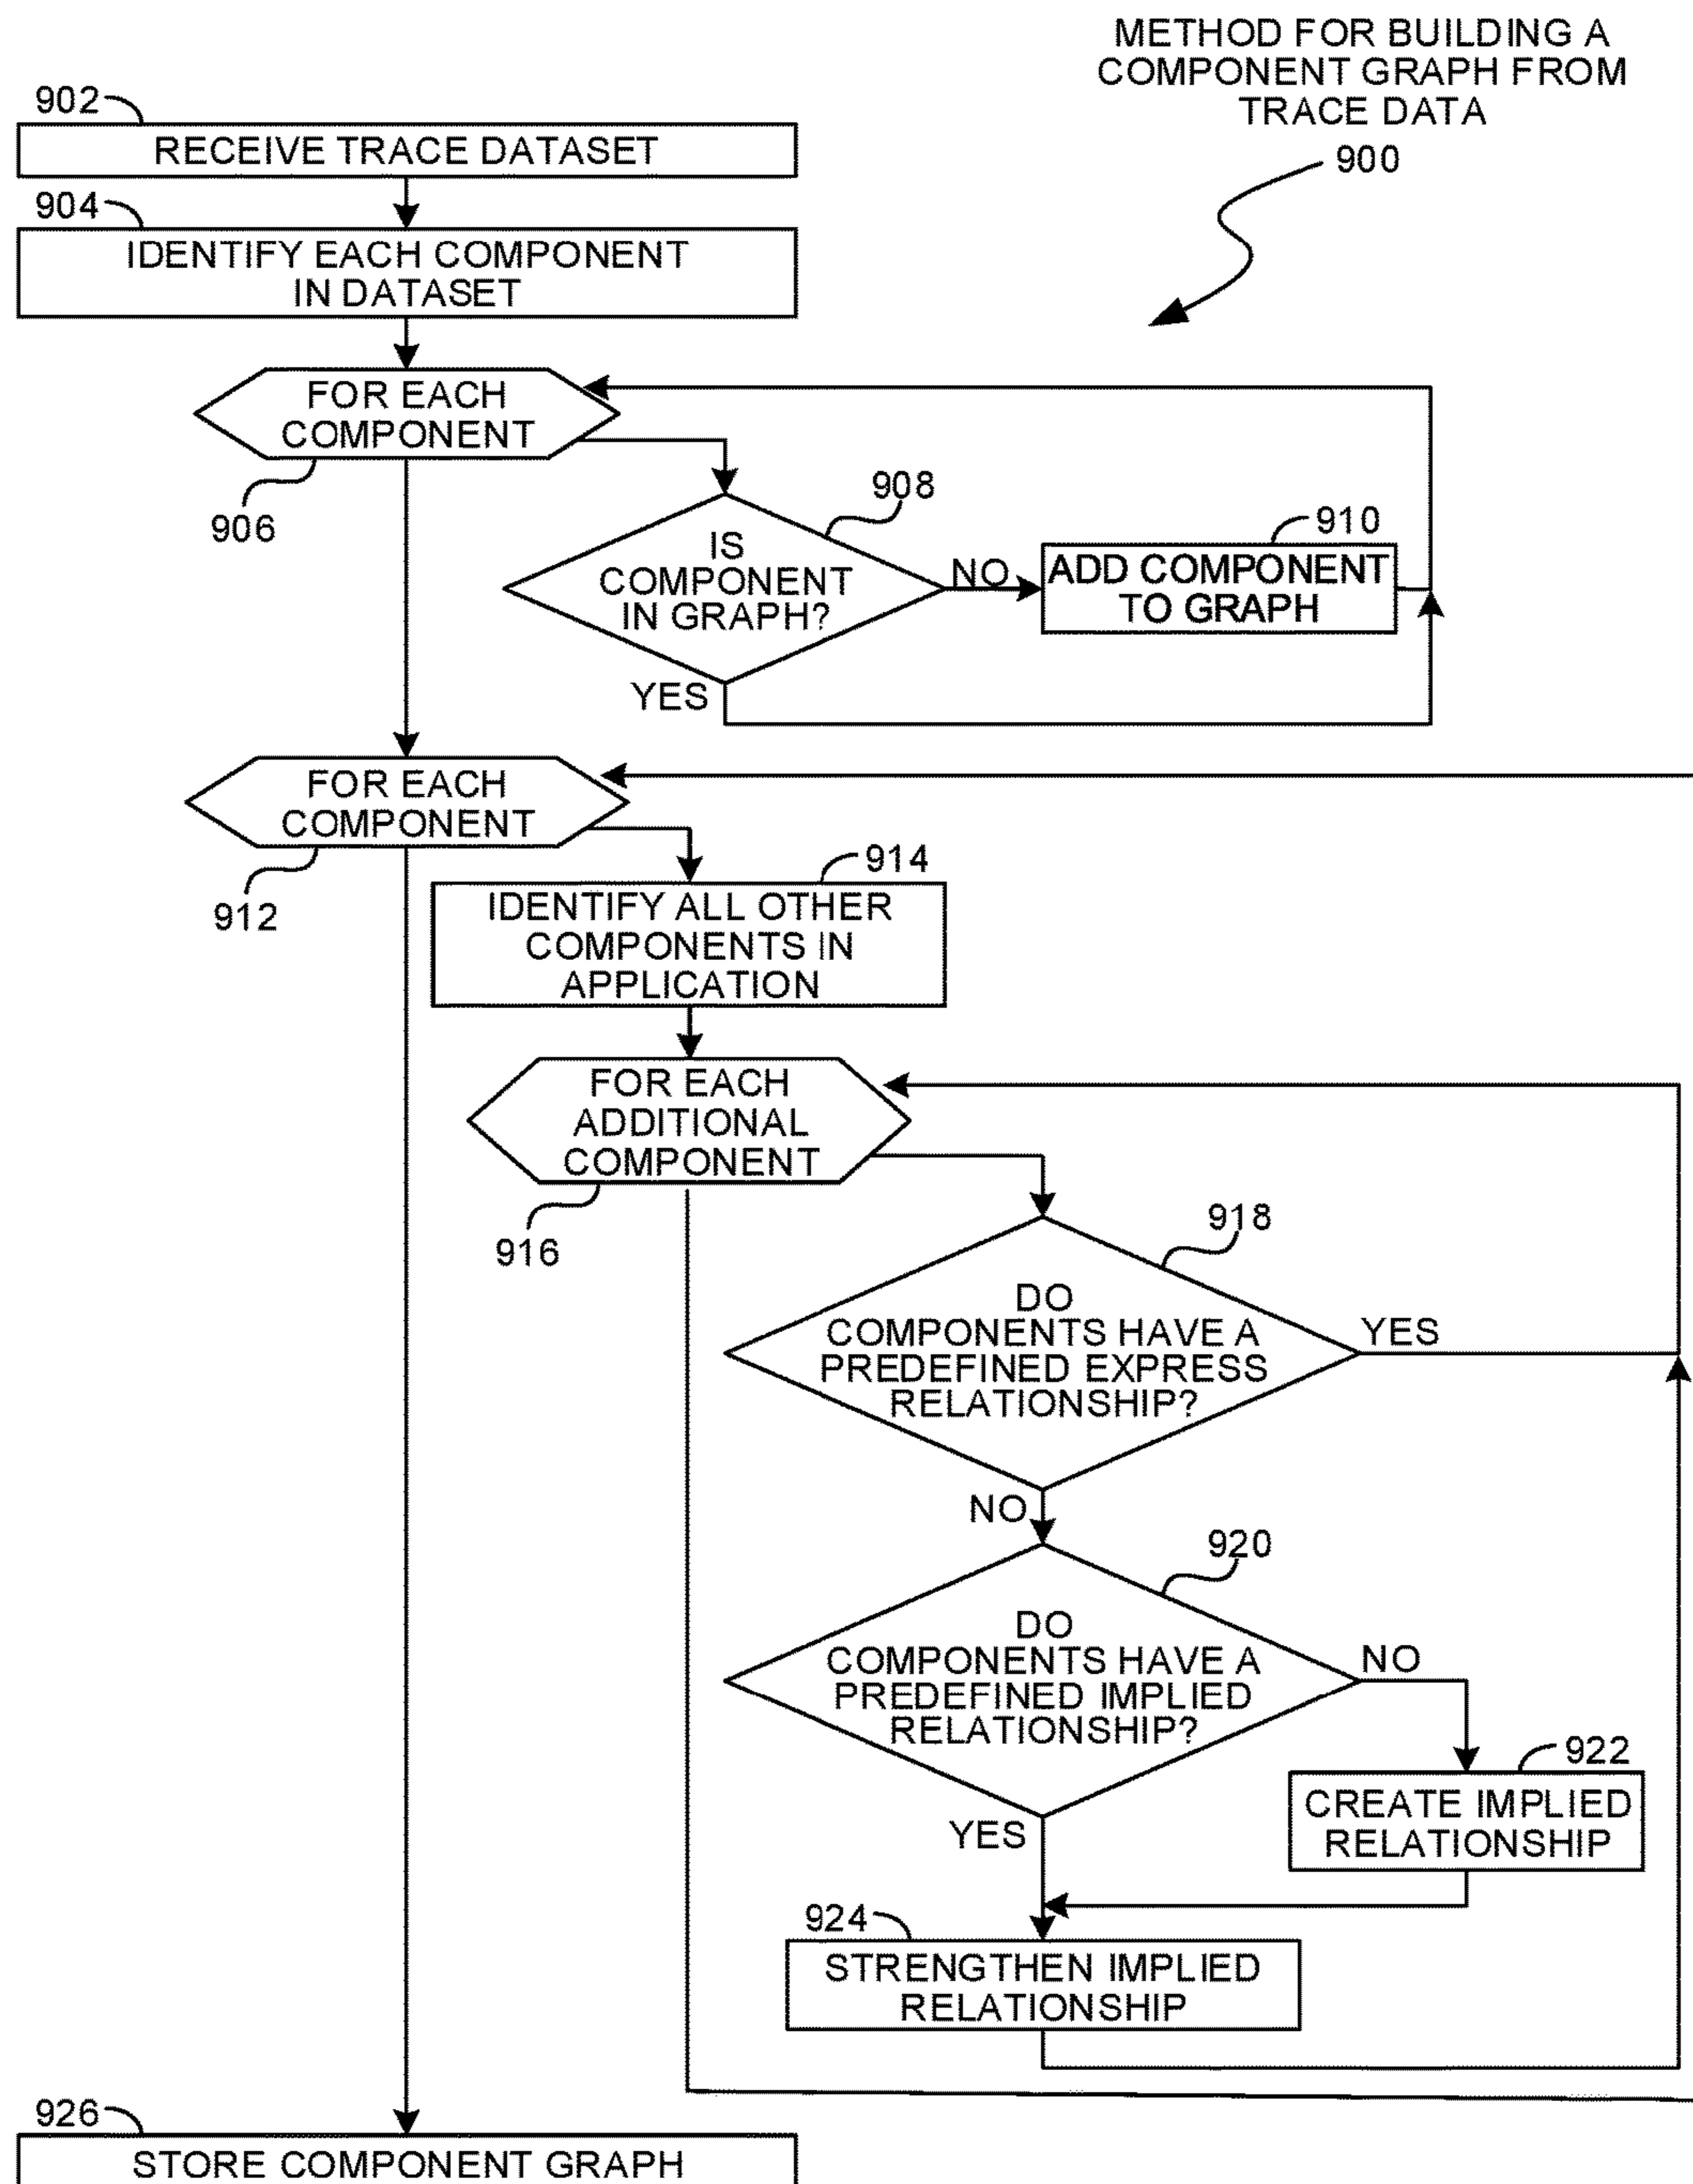 METHOD FOR BUILDING A
COMPONENT GRAPH FROM
TRACE DATA
900
902
RECEIVE TRACE DATASET
904
IDENTIFY EACH COMPONENT
IN DATASET
FOR EACH
COMPONENT
906
908
IS
COMPONENT
IN GRAPH?
NO
910
ADD COMPONENT
TO GRAPH
YES
FOR EACH
COMPONENT
912
914
IDENTIFY ALL OTHER
COMPONENTS IN
APPLICATION
FOR EACH
ADDITIONAL
COMPONENT
916
918
DO
COMPONENTS HAVE A
PREDEFINED EXPRESS
RELATIONSHIP?
YES
NO
920
DO
COMPONENTS HAVE A
PREDEFINED IMPLIED
RELATIONSHIP?
NO
922
CREATE IMPLIED
RELATIONSHIP
YES
924
STRENGTHEN IMPLIED
RELATIONSHIP
926
STORE COMPONENT GRAPH